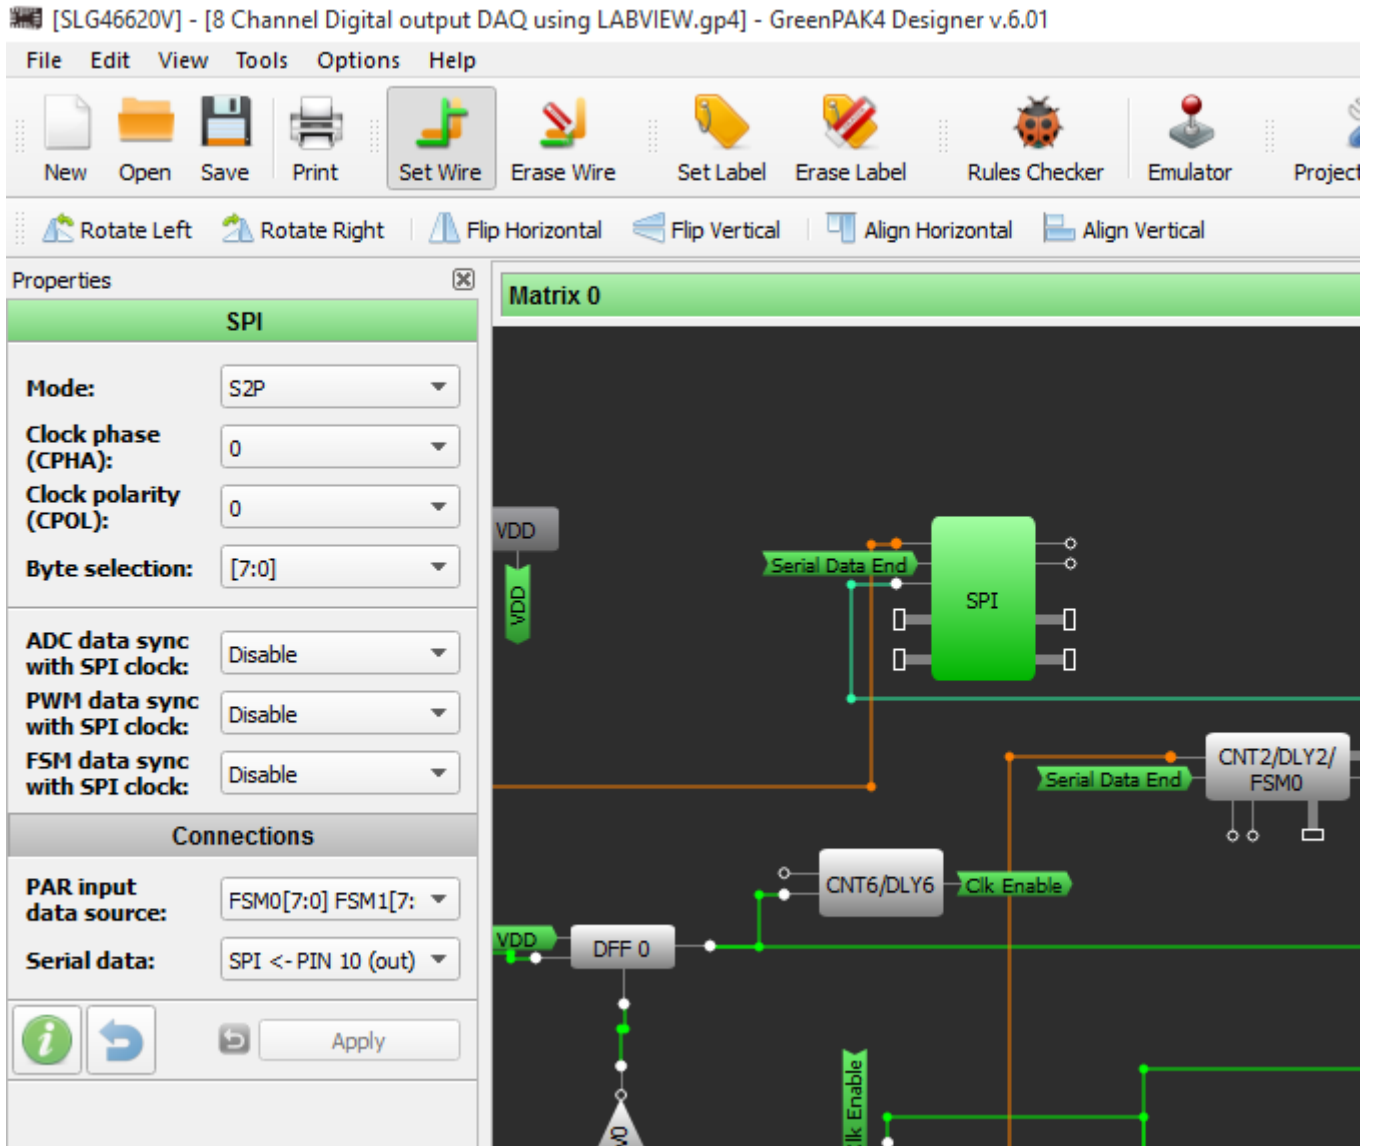 [SLG46620V] - [8 Channel Digital output DAQ using LABVIEW.gp4] - GreenPAK4 Designer v.6.01
File Edit View Tools Options Help
New Open Save Print Set Wire Erase Wire Set Label Erase Label Rules Checker Emulator Project
Rotate Left Rotate Right Flip Horizontal Flip Vertical Align Horizontal Align Vertical
Properties
SPI
Mode: S2P
Clock phase
(CPHA): 0
Clock polarity
(CPOL): 0
Byte selection: [7:0]
ADC data sync
with SPI clock: Disable
PWM data sync
with SPI clock: Disable
FSM data sync
with SPI clock: Disable
Connections
PAR input
data source: FSM0[7:0] FSM1[7:
Serial data: SPI <- PIN 10 (out)
Apply
Matrix 0
VDD
VDD
Serial Data End
SPI
Serial Data End
CNT2/DLY2/
FSM0
CNT6/DLY6
Clk Enable
VDD
DFF 0
Clk Enable